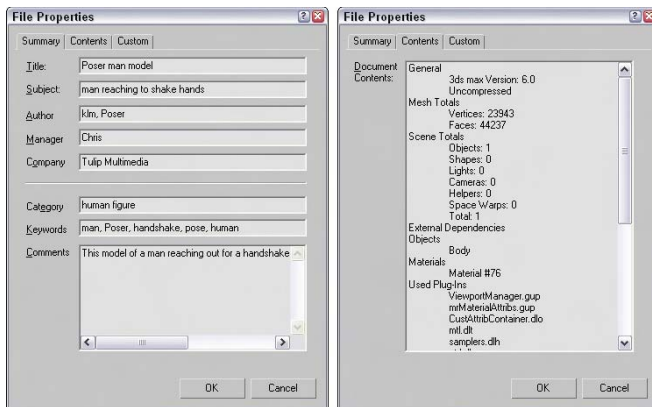 File Properties
Summary Contents Custom
Title: Poser man model
Subject: man reaching to shake hands
Author klm, Poser
Manager Chris
Company Tulip Multimedia
Category human figure
Keywords man, Poser, handshake, pose, human
Comments This model of a man reaching out for a handshake
OK Cancel
File Properties
Summary Contents Custom
Document Contents:
General
3ds max Version: 6.0
Uncompressed
Mesh Totals
Vertices: 23943
Faces: 44237
Scene Totals
Objects: 1
Shapes: 0
Lights: 0
Cameras: 0
Helpers: 0
Space Warps: 0
Total: 1
External Dependencies
Objects
Body
Materials
Material #76
Used Plug-Ins
ViewportManager.gup
mrMaterialAttribs.gup
CustAttribContainer.dlo
mtl.dlt
samplers.dlh
OK Cancel